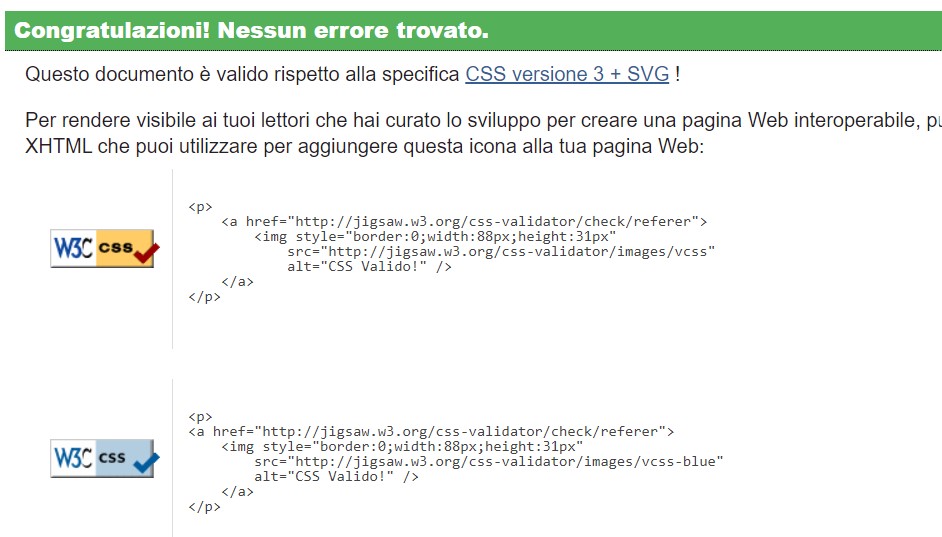 Congratulazioni! Nessun errore trovato.
Questo documento è valido rispetto alla specifica CSS versione 3 + SVG !
Per rendere visibile ai tuoi lettori che hai curato lo sviluppo per creare una pagina Web interoperabile,
XHTML che puoi utilizzare per aggiungere questa icona alla tua pagina Web:
<p>
<a href="http://jigsaw.w3.org/css-validator/check/referer">
W3C css
<img style="border:0;width:88px;height:31px"
src="http://jigsaw.w3.org/css-validator/images/vcss"
alt="CSS Valido!" />
</a>
</p>
<p>
<a href="http://jigsaw.w3.org/css-validator/check/referer">
<img style="border:0;width:88px;height:31px"
W3C css
src="http://jigsaw.w3.org/css-validator/images/vcss-blue"
alt="CSS Valido!" />
</a>
</p>